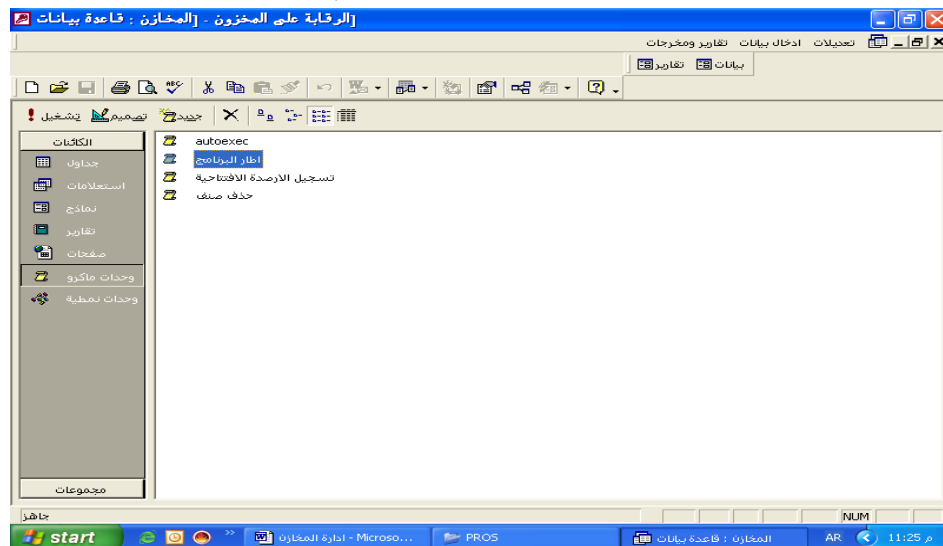 [الرقابة على المخزون - [المخازن : قاعدة بيانات
تعديلات ادخال بيانات تقارير ومخرجات
بيانات تقارير
تشغيل تصميم جديد
الكائنات
جداول
استعلامات
نماذج
تقارير
صفحات
وحدات ماكرو
وحدات نمطية
مجموعات
autoexec
اطار البرنامج
تسجيل الارصدة الافتتاحية
حذف صنف
جاهز
NUM
start
ادارة المخازن - Microso...
PROS
المخازن : قاعدة بيانات
AR
11:25 م